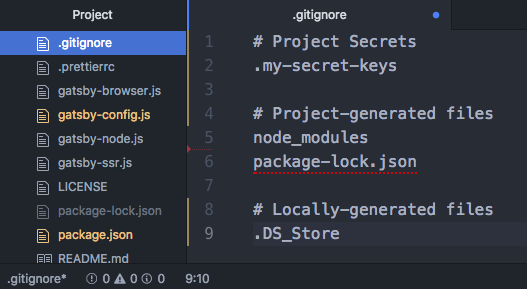 Project
.gitignore
.prettierrc
gatsby-browser.js
gatsby-config.js
gatsby-node.js
gatsby-ssr.js
LICENSE
package-lock.json
package.json
README.md
.gitignore
1 # Project Secrets
2 .my-secret-keys
3
4 # Project-generated files
5 node_modules
6 package-lock.json
7
8 # Locally-generated files
9 .DS_Store
.gitignore* 0 0 0 9:10